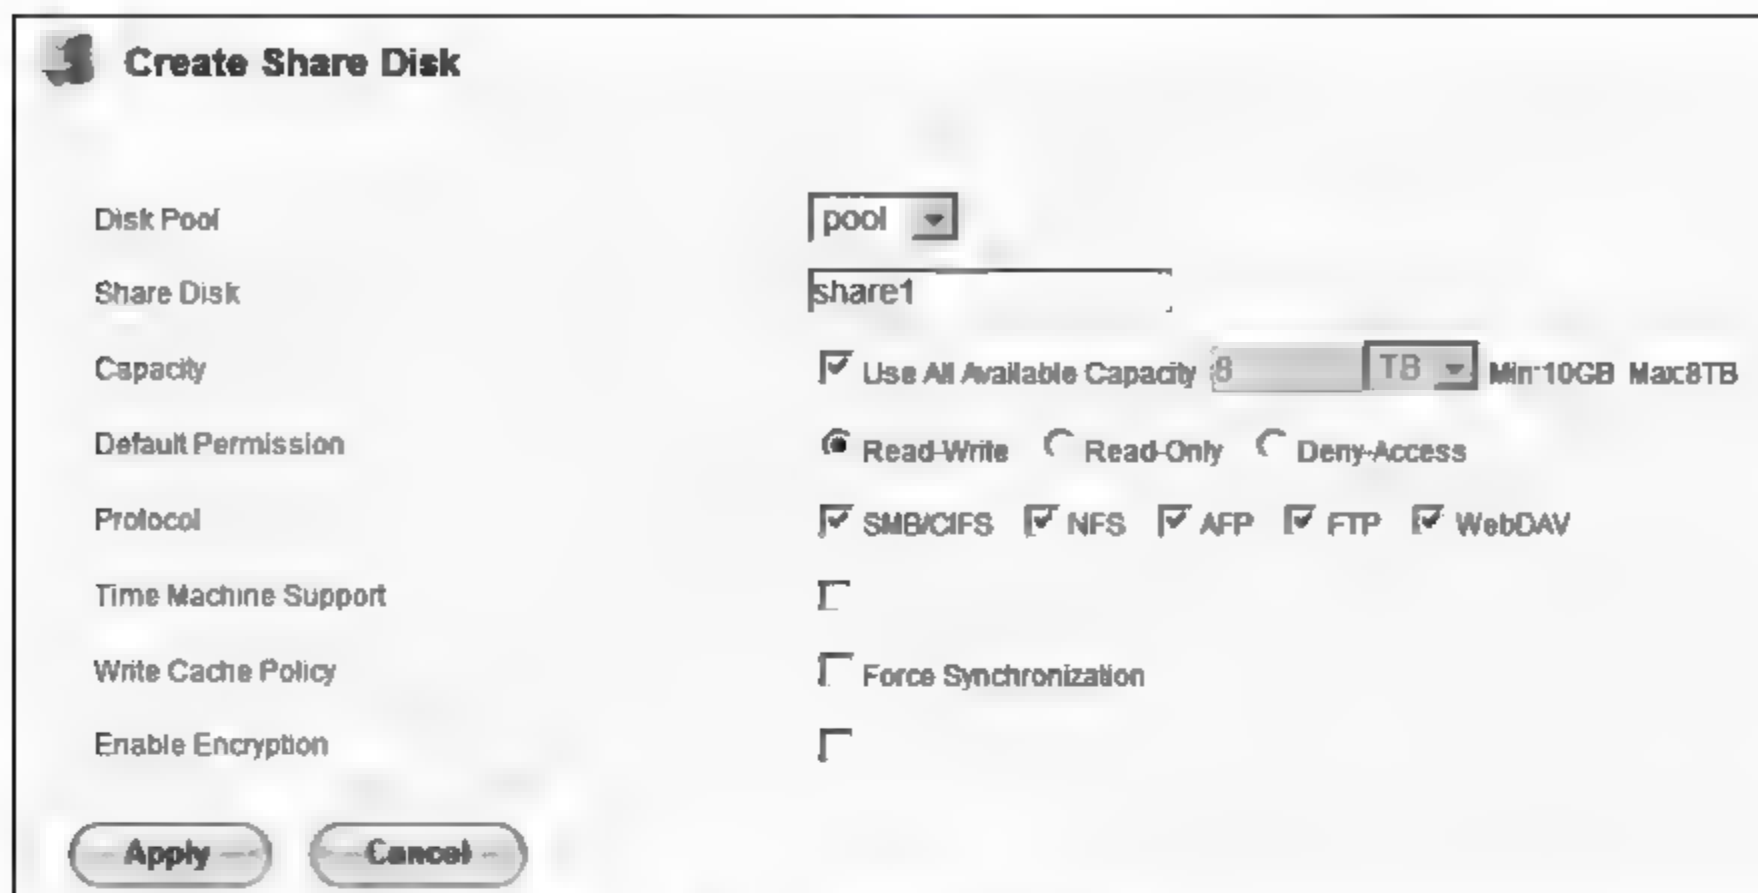 Create Share Disk
Disk Pool pool
Share Disk share1
Capacity Use All Available Capacity 8 TB Min:10GB Max:8TB
Default Permission Read-Write Read-Only Deny-Access
Protocol SMB/CIFS NFS AFP FTP WebDAV
Time Machine Support
Write Cache Policy Force Synchronization
Enable Encryption
Apply Cancel